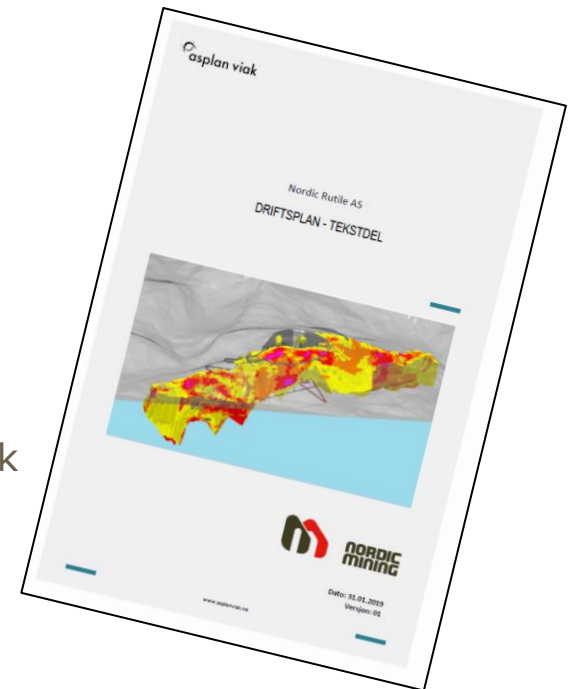 asplan viak
Nordic Rutile AS
DRIFTSPLAN - TEKSTDEL
k
NORDIC
MINING
Dato: 31.01.2019
Versjon: 01
www.asplanviak.no